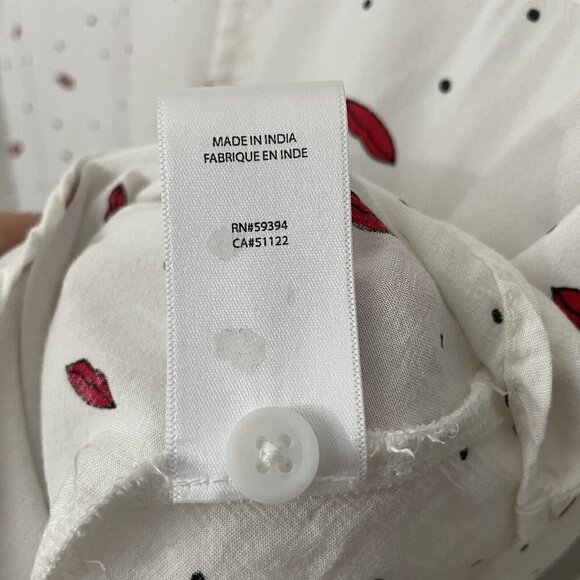 MADE IN INDIA
FABRIQUE EN INDE
RN#59394
CA#51122